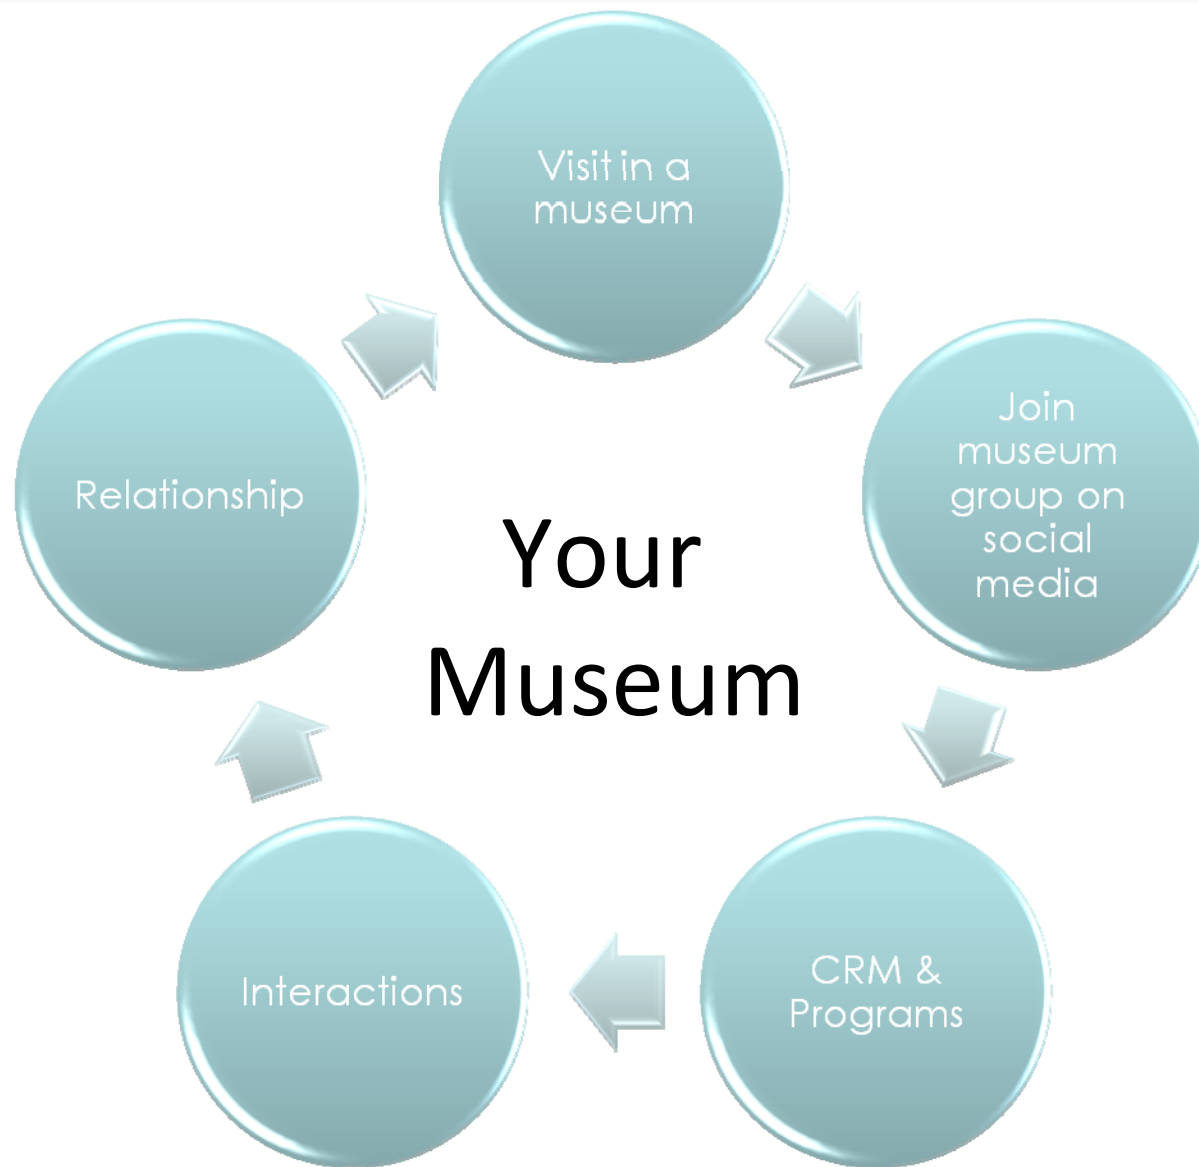 Visit in a
museum
Join
museum
group on
social
media
CRM &
Programs
Interactions
Relationship
Your
Museum